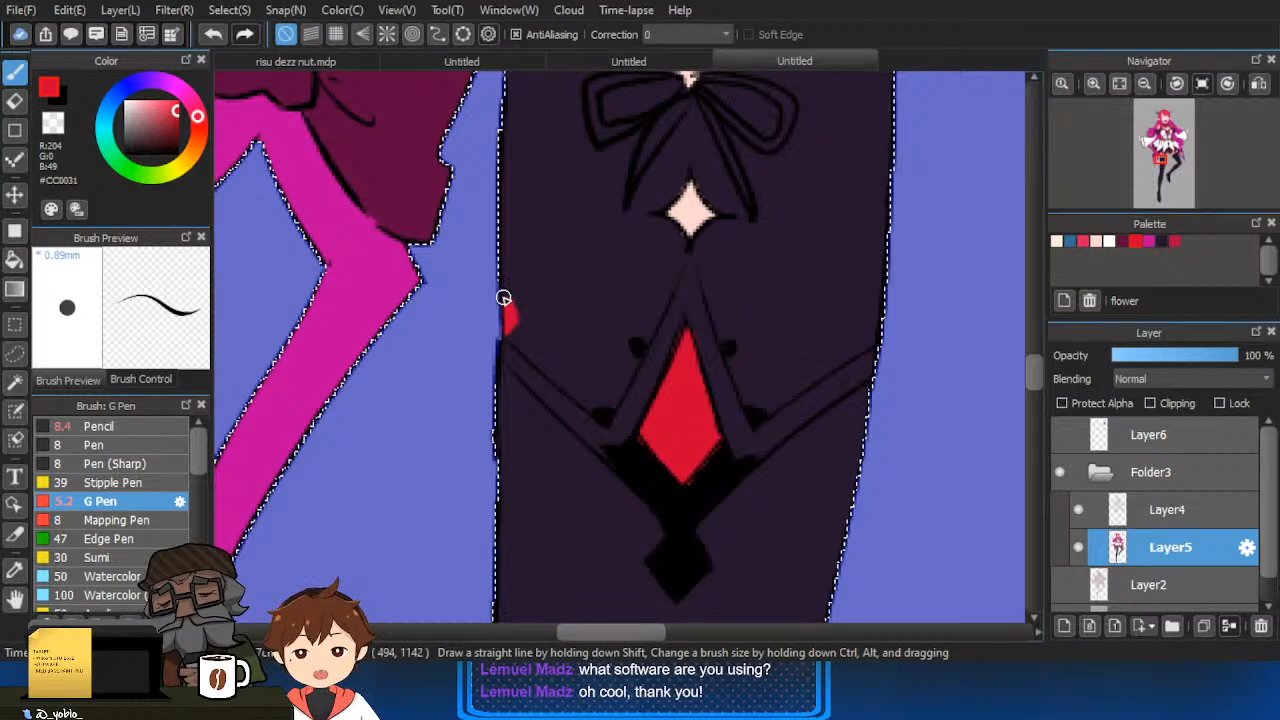 File(F) Edit(E) Layer(L) Repair(R) Select(S) Snap(N) Color(C) View(V) Tool(T) Window(W) Cloud Time-lapse Help
AntiAliasing Correction 0 Soft Edge
Color
risu dezz nut.mdp Untitled Untitled Untitled
Navigator
R:204
G:0
B:49
#CC0031
Brush Preview
0.89mm
Brush Preview Brush Control
Brush: G Pen
8.4 Pencil
8 Pen
8 Pen (Sharp)
39 Stipple Pen
5.2 G Pen
8 Mapping Pen
47 Edge Pen
30 Sumi
50 Watercolor
100 Watercolor
Palette
flower
Layer
Opacity 100 %
Blending Normal
Protect Alpha Clipping Lock
Layer6
Folder3
Layer4
Layer5
Layer2
( 494, 1142 ) Draw a straight line by holding down Shift, Change a brush size by holding down Ctrl, Alt, and dragging
Lemuel Madz what software are you using?
Lemuel Madz oh cool, thank you!